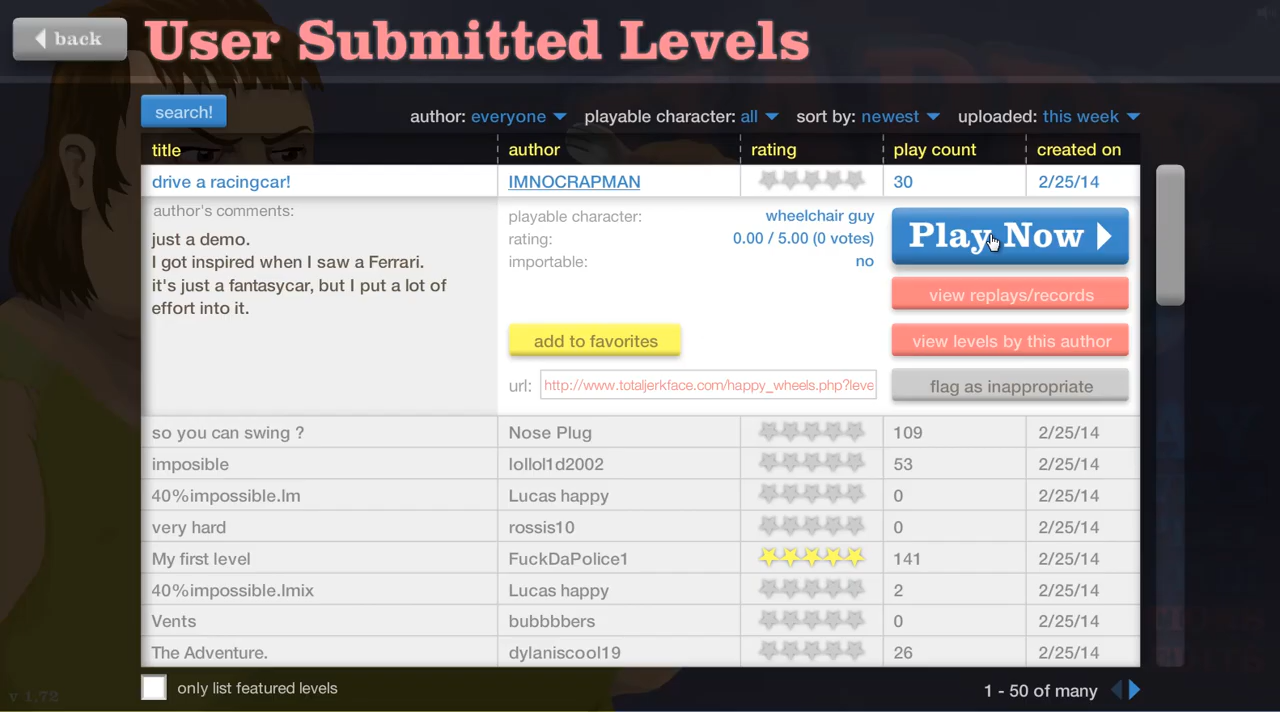 back
User Submitted Levels
search!
author: everyone
playable character: all
sort by: newest
uploaded: this week
title author rating play count created on
drive a racingcar! IMNOCRAPMAN 30 2/25/14
author's comments:
just a demo.
I got inspired when I saw a Ferrari.
it's just a fantasycar, but I put a lot of
effort into it.
playable character: wheelchair guy
rating: 0.00 / 5.00 (0 votes)
importable: no
add to favorites
url: http://www.totaljerkface.com/happy_wheels.php?leve
Play Now
view replays/records
view levels by this author
flag as inappropriate
so you can swing ? Nose Plug 109 2/25/14
imposible lollol1d2002 53 2/25/14
40%impossible.lm Lucas happy 0 2/25/14
very hard rossis10 0 2/25/14
My first level FuckDaPolice1 141 2/25/14
40%impossible.lmix Lucas happy 2 2/25/14
Vents bubbbbers 0 2/25/14
The Adventure. dylaniscool19 26 2/25/14
only list featured levels
1 - 50 of many
v 1.72